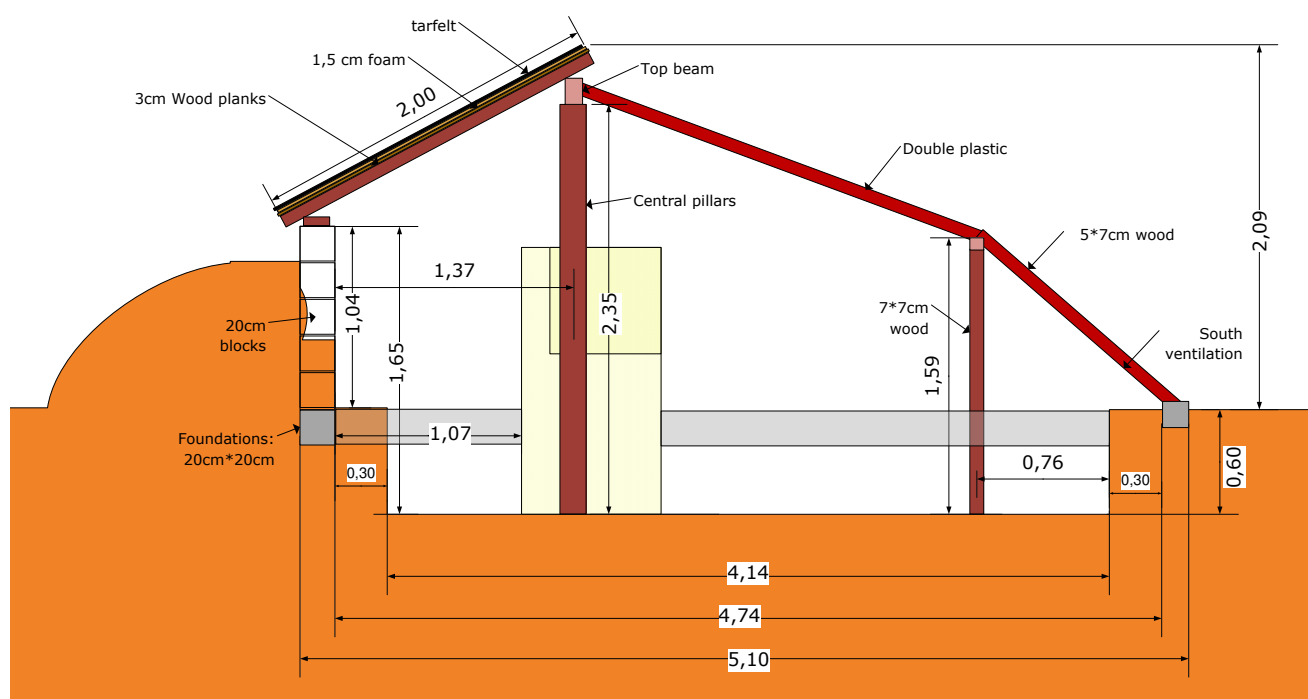 tarfelt
1,5 cm foam
3cm Wood planks
2,00
Top beam
Double plastic
Central pillars
5*7cm wood
2,09
1,37
1,04
2,35
20cm
blocks
1,65
7*7cm
wood
1,59
South
ventilation
Foundations:
20cm*20cm
1,07
0,30
0,76
0,30
0,60
4,14
4,74
5,10